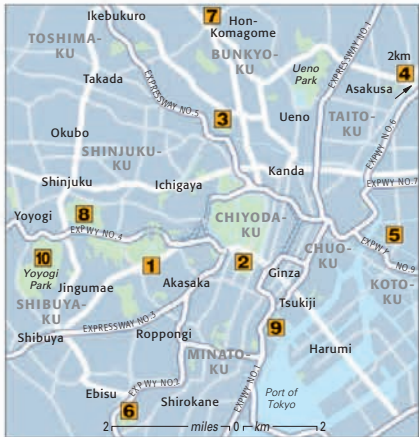 Ikebukuro
7
Hon-
Komagome
TOSHIMA-
KU
BUNKYO-
KU
EXPRESSWAY NO.1
2km
4
Ueno
Park
Asakusa
Takada
EXPRESSWAY NO.5
3
Ueno
TAITO-
KU
EXPWY NO.6
Okubo
SHINJUKU-
KU
Kanda
Shinjuku
Ichigaya
EXPWY NO.7
Yoyogi
8
CHIYODA-
KU
EXPWY NO.4
CHUO-
KU
5
EXPWY NO.9
10
Yoyogi
Park
1
2
Ginza
KOTO-
KU
Jingumae
Akasaka
SHIBUYA-
KU
Tsukiji
EXPRESSWAY NO.3
9
Shibuya
Roppongi
Harumi
MINATO-
KU
Ebisu
EXPWY NO.2
Shirokane
EXPWY NO.1
Port of
Tokyo
6
2 miles 0 km 2